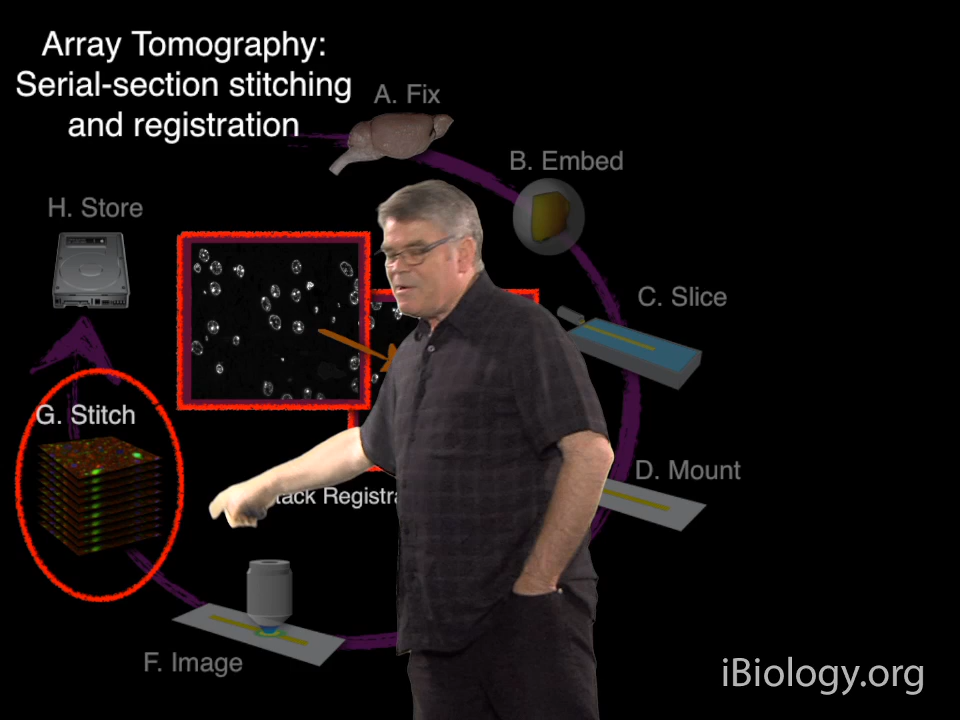 Array Tomography:
Serial-section stitching
and registration
A. Fix
B. Embed
H. Store
C. Slice
G. Stitch
D. Mount
F. Image
iBiology.org